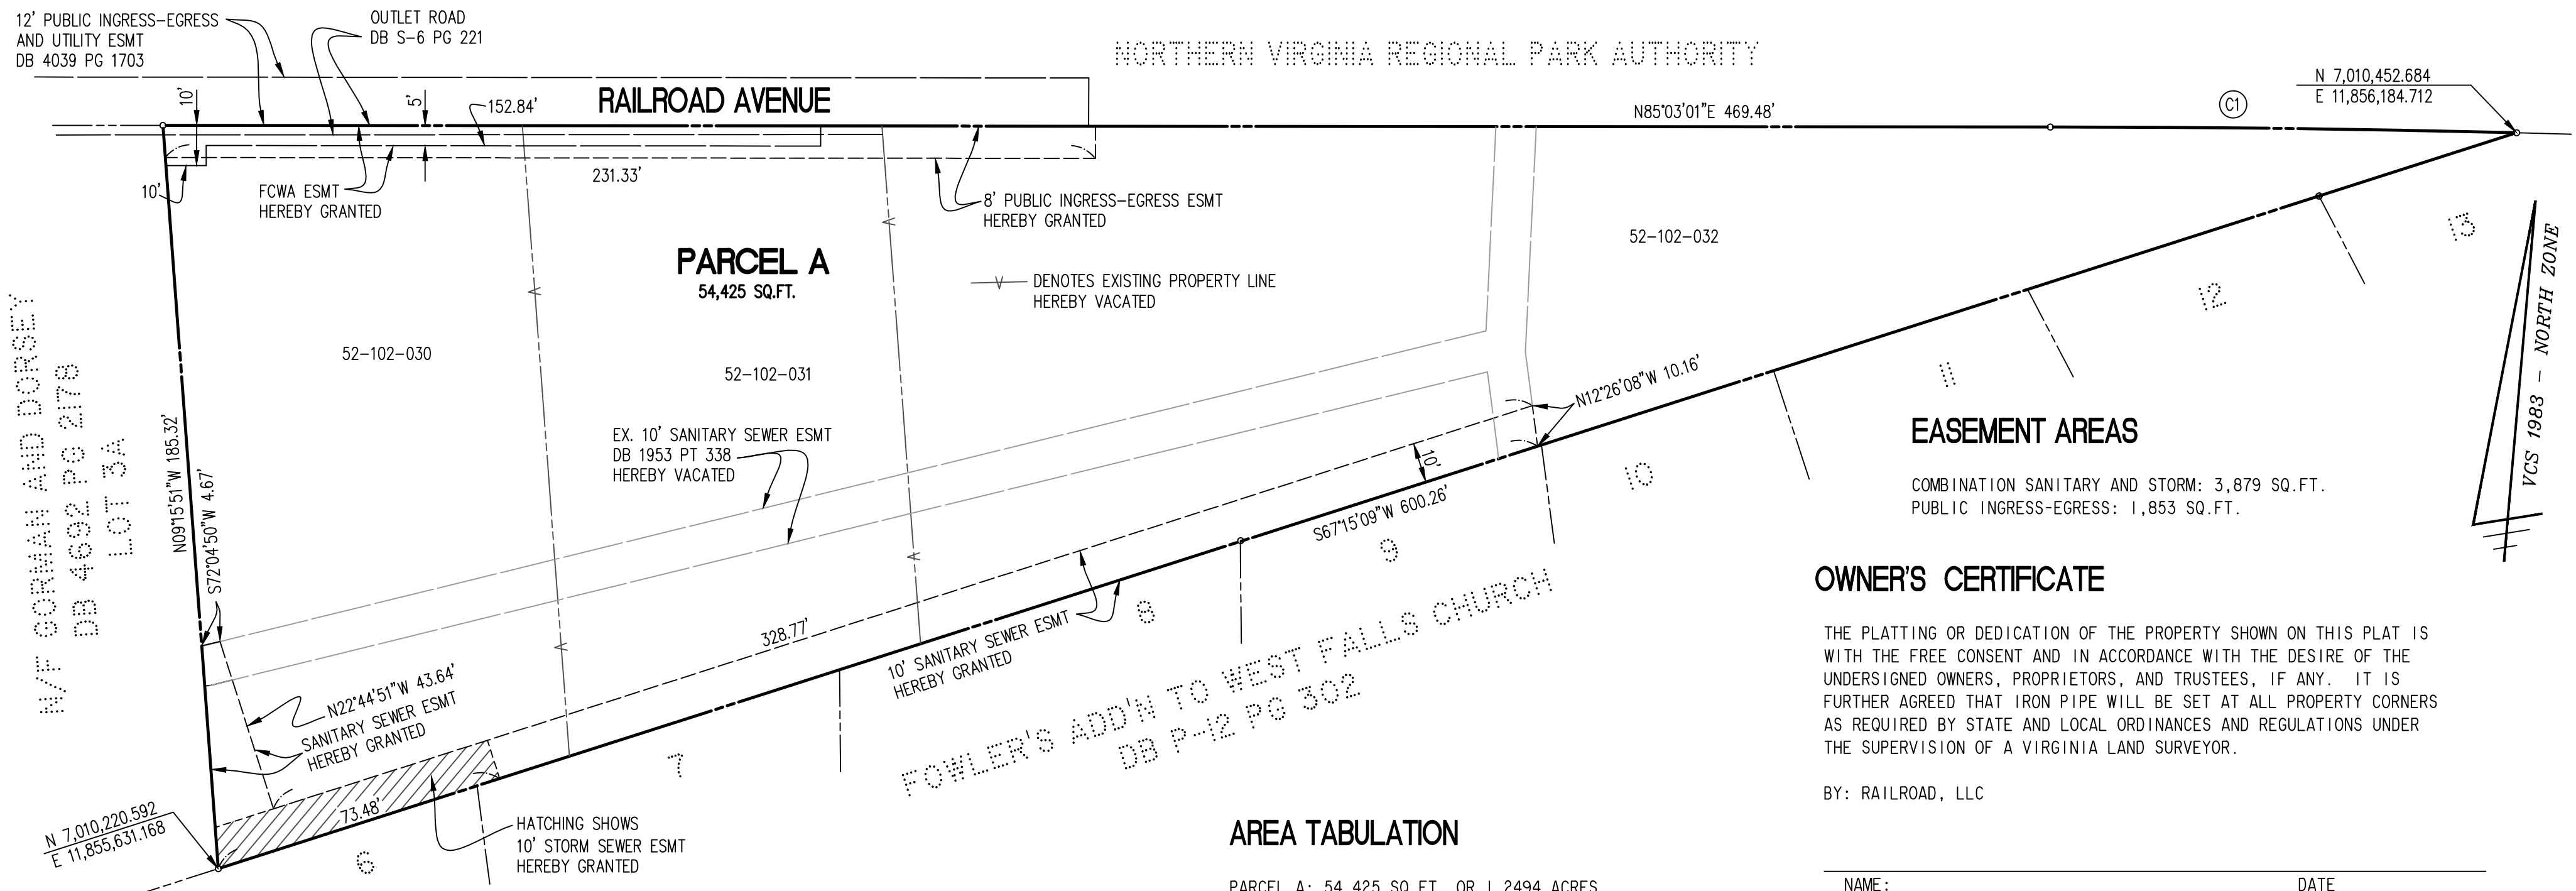 12' PUBLIC INGRESS-EGRESS
AND UTILITY ESMT
DB 4039 PG 1703
OUTLET ROAD
DB S-6 PG 221
NORTHERN VIRGINIA REGIONAL PARK AUTHORITY
N 7,010,452.684
E 11,856,184.712
C1
10'
5'
152.84'
RAILROAD AVENUE
N85°03'01"E 469.48'
231.33'
10'
FCWA ESMT
HEREBY GRANTED
8' PUBLIC INGRESS-EGRESS ESMT
HEREBY GRANTED
52-102-032
13
PARCEL A
54,425 SQ.FT.
V
DENOTES EXISTING PROPERTY LINE
HEREBY VACATED
V
V
V
V
VCS 1983 - NORTH ZONE
12
52-102-030
52-102-031
11
N/F GORMAN AND DORSEY
DB 4692 PG 2178
LOT 3A
N09°15'51"W 185.32'
S72°04'50"W 4.67'
EX. 10' SANITARY SEWER ESMT
DB 1953 PT 338
HEREBY VACATED
N12°26'08"W 10.16'
10'
10
S67°15'09"W 600.26'
9
EASEMENT AREAS
COMBINATION SANITARY AND STORM: 3,879 SQ.FT.
PUBLIC INGRESS-EGRESS: 1,853 SQ.FT.
328.77'
10' SANITARY SEWER ESMT
HEREBY GRANTED
8
FOWLER'S ADD'N TO WEST FALLS CHURCH
DB P-12 PG 302
N22°44'51"W 43.64'
SANITARY SEWER ESMT
HEREBY GRANTED
7
73.48'
N 7,010,220.592
E 11,855,631.168
6
HATCHING SHOWS
10' STORM SEWER ESMT
HEREBY GRANTED
OWNER'S CERTIFICATE
THE PLATTING OR DEDICATION OF THE PROPERTY SHOWN ON THIS PLAT IS
WITH THE FREE CONSENT AND IN ACCORDANCE WITH THE DESIRE OF THE
UNDERSIGNED OWNERS, PROPRIETORS, AND TRUSTEES, IF ANY. IT IS
FURTHER AGREED THAT IRON PIPE WILL BE SET AT ALL PROPERTY CORNERS
AS REQUIRED BY STATE AND LOCAL ORDINANCES AND REGULATIONS UNDER
THE SUPERVISION OF A VIRGINIA LAND SURVEYOR.
BY: RAILROAD, LLC
NAME: DATE
AREA TABULATION
PARCEL A: 54,425 SQ.FT. OR 1.2494 ACRES